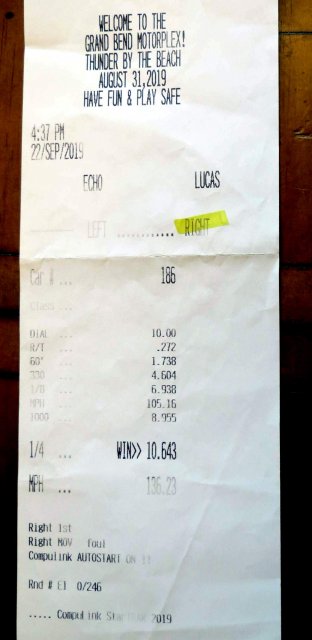 WELCOME TO THE
GRAND BEND MOTORPLEX!
THUNDER BY THE BEACH
AUGUST 31,2019
HAVE FUN & PLAY SAFE
4:37 PM
22/SEP/2019
ECHO LUCAS
LEFT ........... RIGHT
Car # ... 186
Class ...
DIAL ... 10.00
R/T ... .272
60' ... 1.738
330 ... 4.604
1/8 ... 6.938
MPH ... 105.16
1000 ... 8.955
1/4 ... WIN>> 10.643
MPH ... 136.23
Right 1st
Right MOV foul
Compulink AUTOSTART ON
Rnd # E1 0/246
..... Compulink 2019